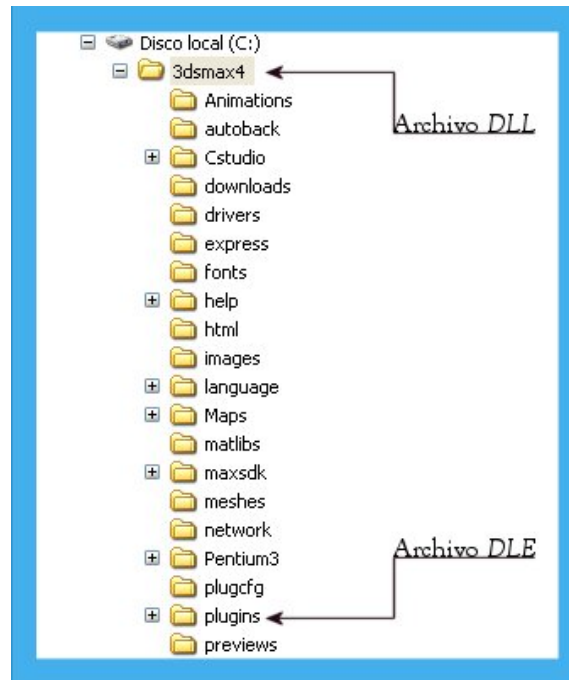 Disco local (C:)
3dsmax4
Animations
Archivo DLL
autoback
Cstudio
downloads
drivers
express
fonts
help
html
images
language
Maps
matlibs
maxsdk
meshes
network
Archivo DLE
Pentium3
plugcfg
plugins
previews